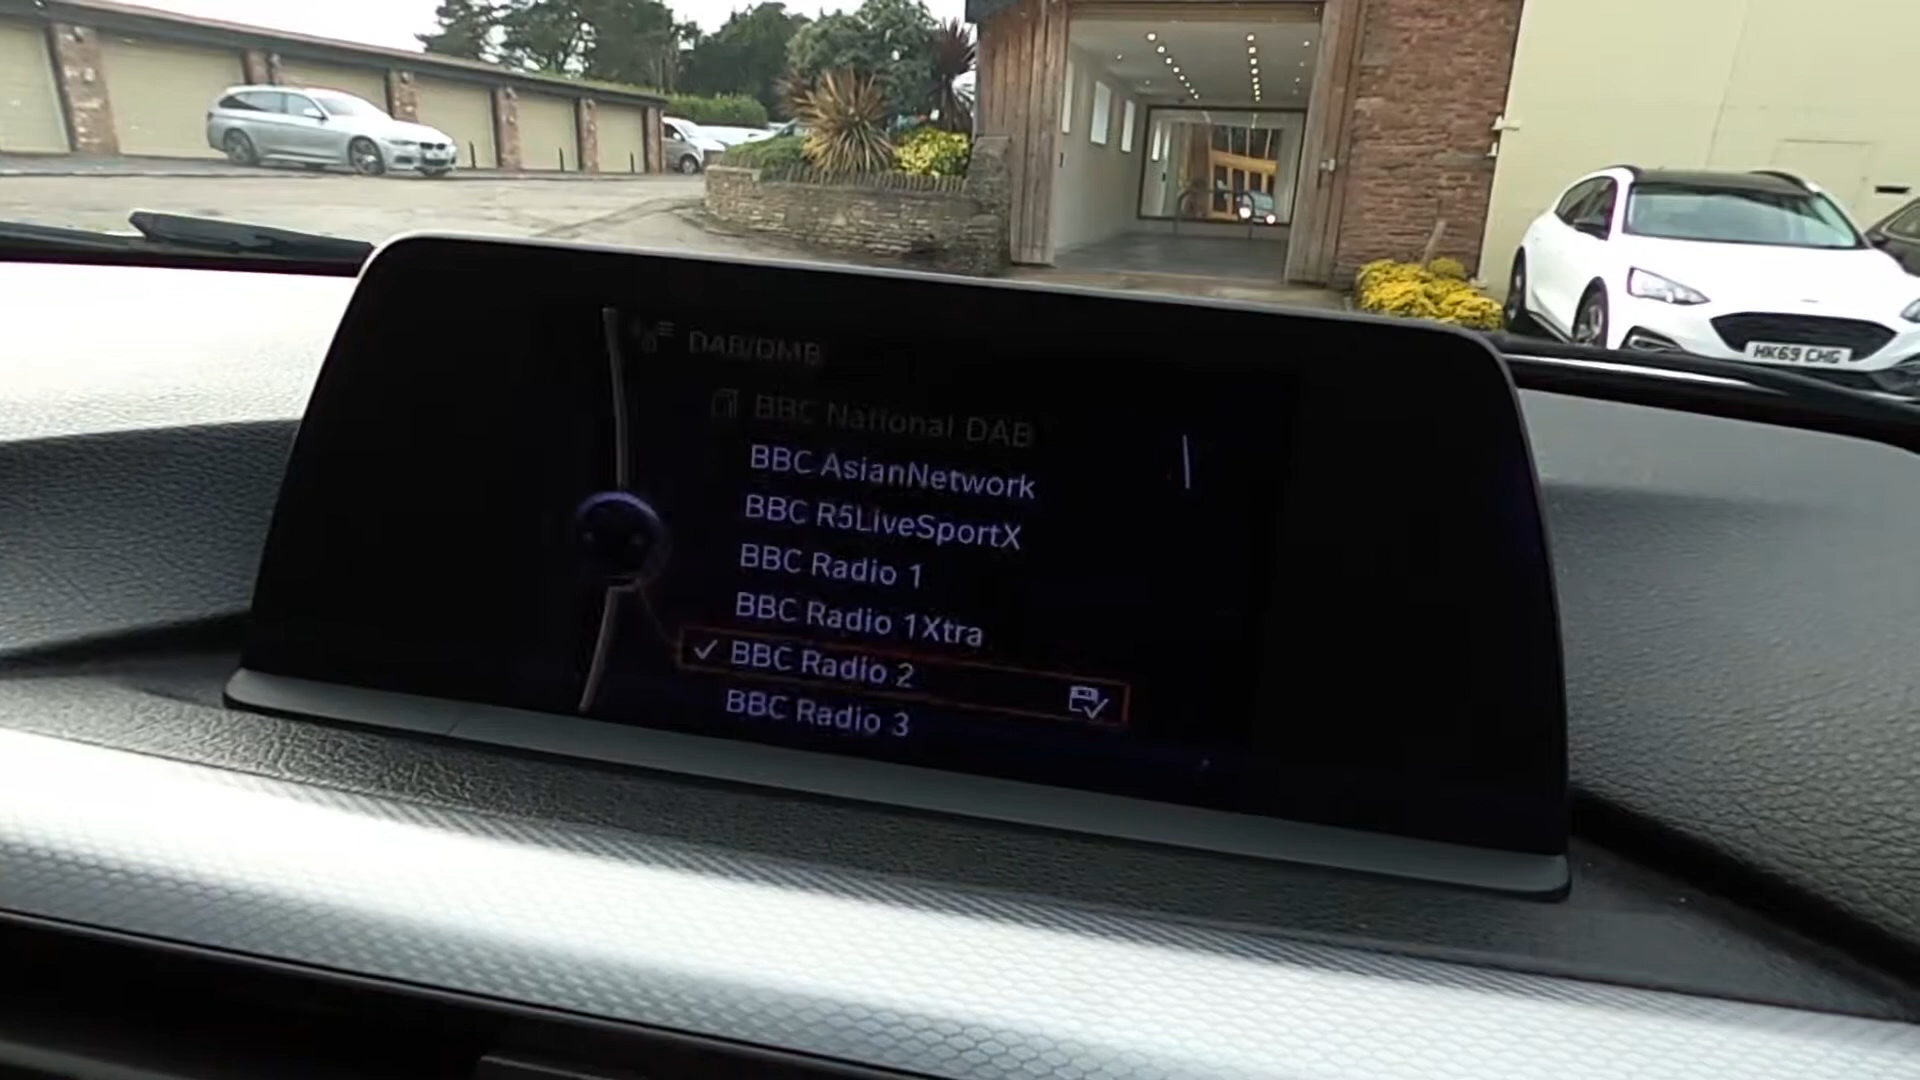 DAB/DMB
BBC National DAB
BBC AsianNetwork
BBC R5LiveSportX
BBC Radio 1
BBC Radio 1Xtra
BBC Radio 2
BBC Radio 3
HK69 CHG